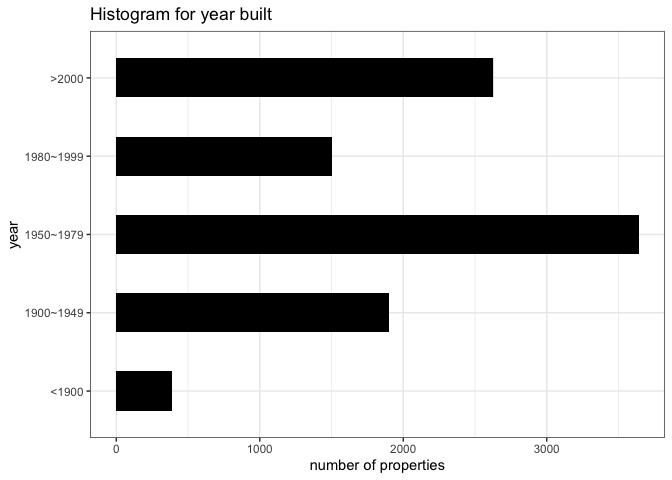 Histogram for year built
>2000
1980~1999
1950~1979
1900~1949
<1900
year
0 1000 2000 3000
number of properties